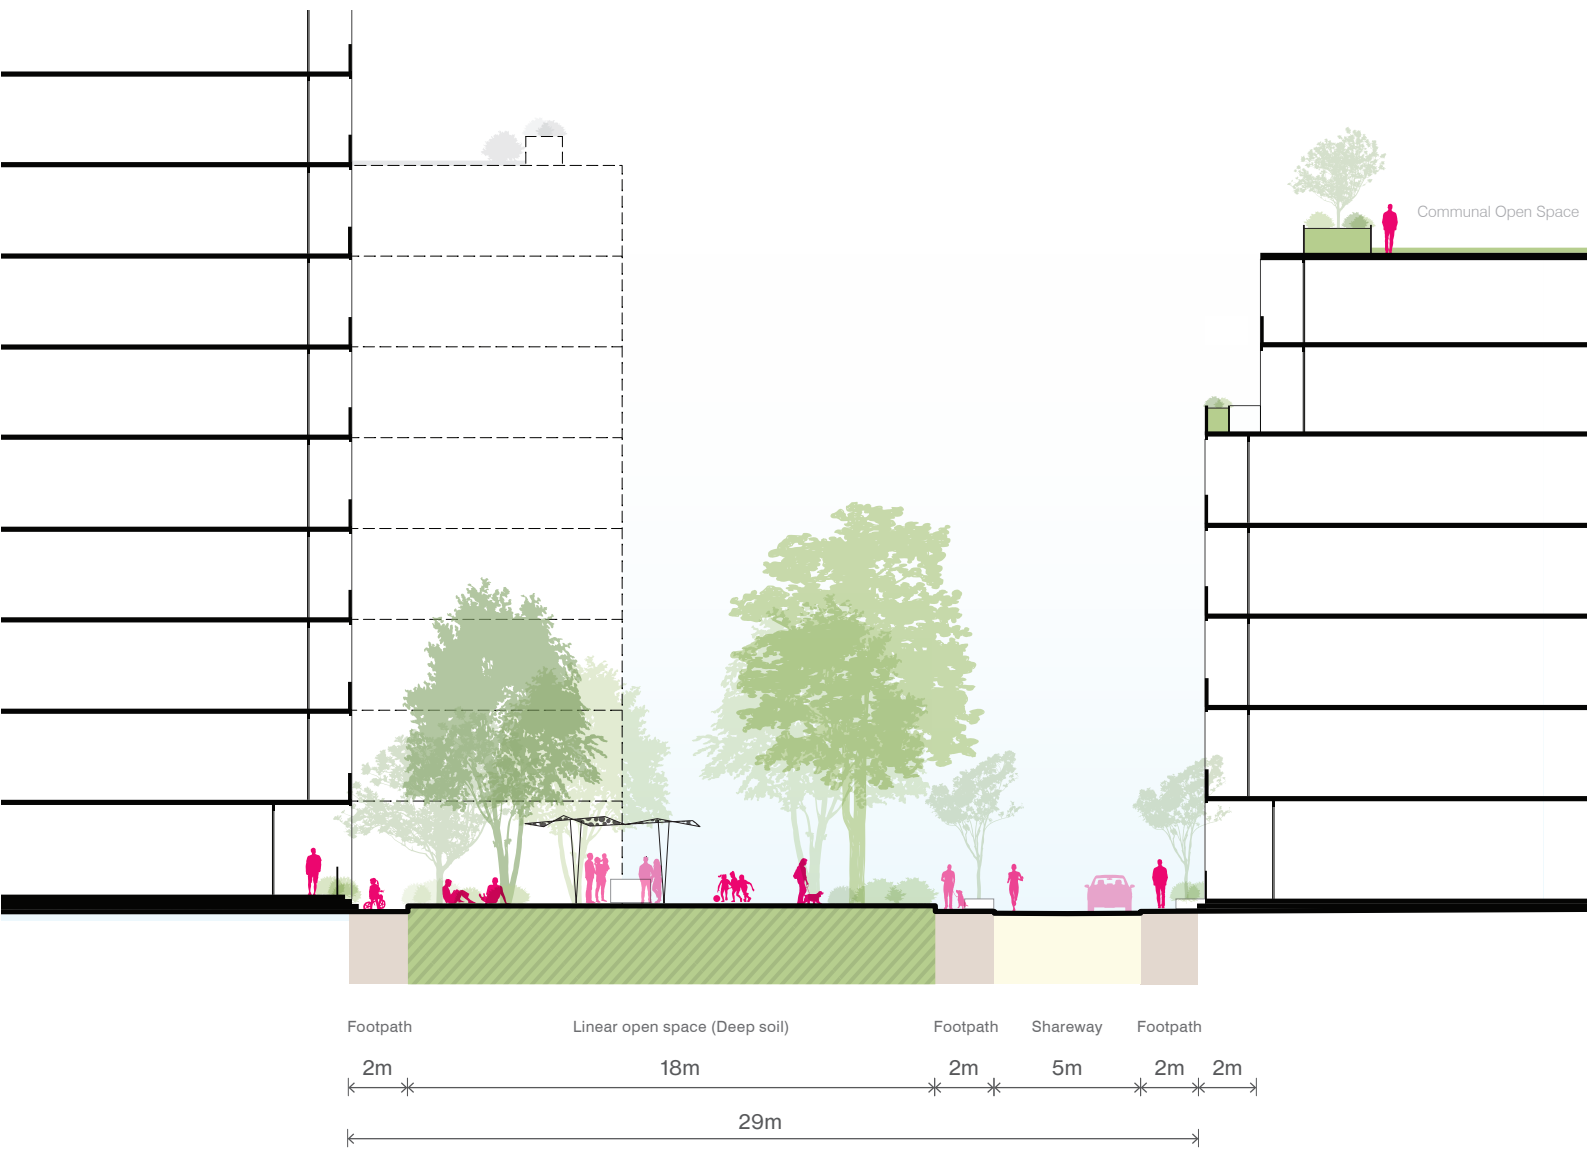 Communal Open Space
Footpath Linear open space (Deep soil) Footpath Shareway Footpath
2m 18m 2m 5m 2m 2m
29m